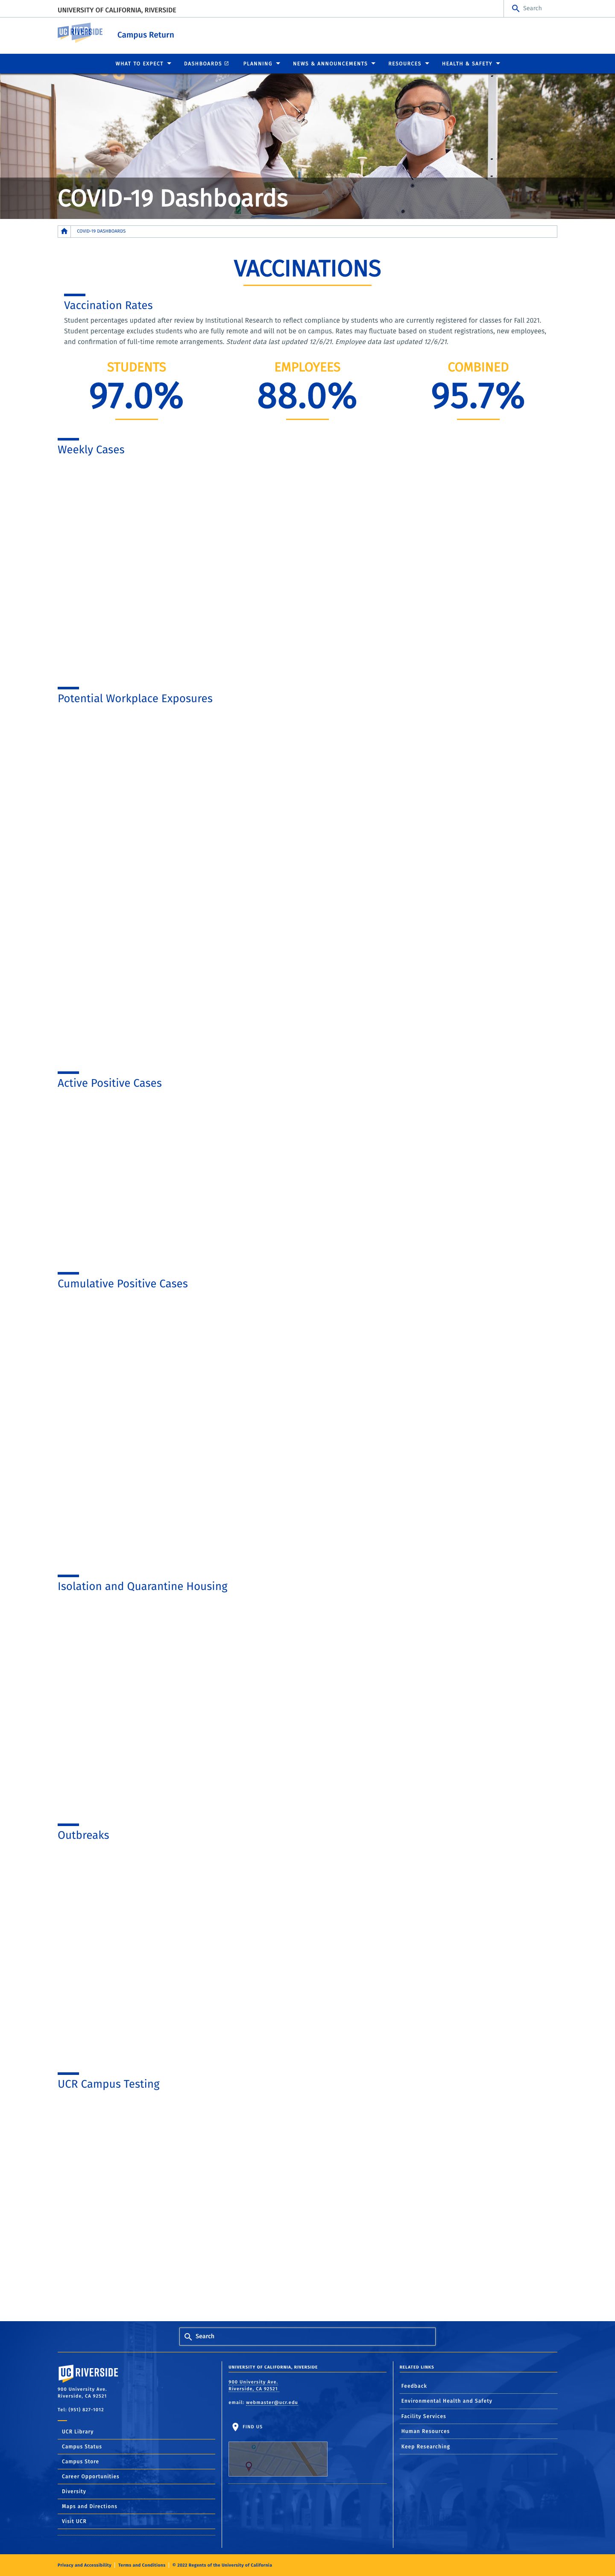 UNIVERSITY OF CALIFORNIA, RIVERSIDE
Search
UC RIVERSIDE
Campus Return
WHAT TO EXPECT
DASHBOARDS
PLANNING
NEWS & ANNOUNCEMENTS
RESOURCES
HEALTH & SAFETY
COVID-19 Dashboards
COVID-19 DASHBOARDS
VACCINATIONS
Vaccination Rates
Student percentages updated after review by Institutional Research to reflect compliance by students who are currently registered for classes for Fall 2021.
Student percentage excludes students who are fully remote and will not be on campus. Rates may fluctuate based on student registrations, new employees,
and confirmation of full-time remote arrangements. Student data last updated 12/6/21. Employee data last updated 12/6/21.
STUDENTS
97.0%
EMPLOYEES
88.0%
COMBINED
95.7%
Weekly Cases
Potential Workplace Exposures
Active Positive Cases
Cumulative Positive Cases
Isolation and Quarantine Housing
Outbreaks
UCR Campus Testing
Search
UC RIVERSIDE
900 University Ave.
Riverside, CA 92521
Tel: (951) 827-1012
UCR Library
Campus Status
Campus Store
Career Opportunities
Diversity
Maps and Directions
Visit UCR
UNIVERSITY OF CALIFORNIA, RIVERSIDE
900 University Ave.
Riverside, CA 92521
email: webmaster@ucr.edu
FIND US
RELATED LINKS
Feedback
Environmental Health and Safety
Facility Services
Human Resources
Keep Researching
Privacy and Accessibility
Terms and Conditions
© 2022 Regents of the University of California